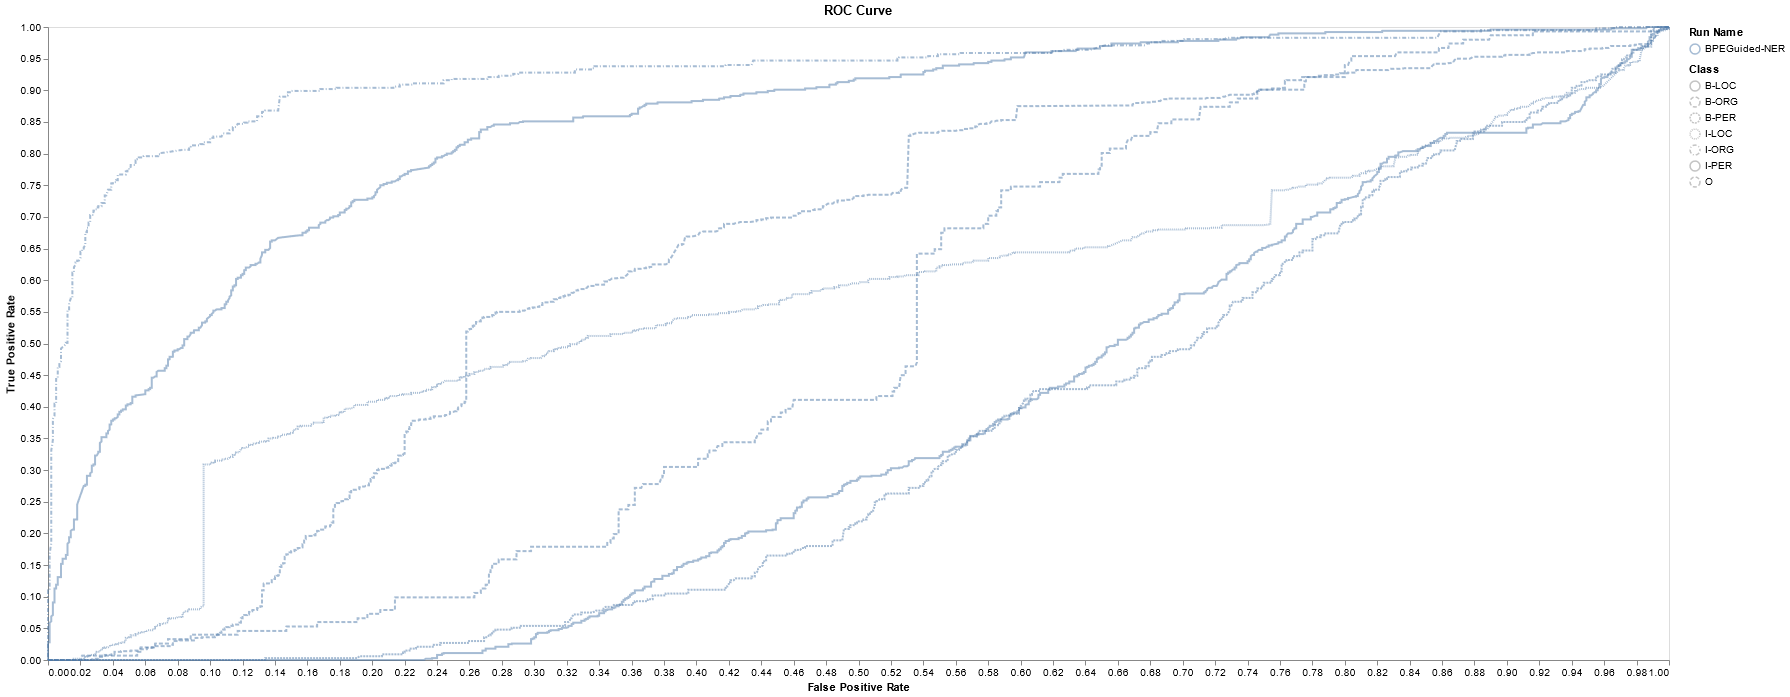 ROC Curve
True Positive Rate
1.00
0.95
0.90
0.85
0.80
0.75
0.70
0.65
0.60
0.55
0.50
0.45
0.40
0.35
0.30
0.25
0.20
0.15
0.10
0.05
0.00
0.00 0.02 0.04 0.06 0.08 0.10 0.12 0.14 0.16 0.18 0.20 0.22 0.24 0.26 0.28 0.30 0.32 0.34 0.36 0.38 0.40 0.42 0.44 0.46 0.48 0.50 0.52 0.54 0.56 0.58 0.60 0.62 0.64 0.66 0.68 0.70 0.72 0.74 0.76 0.78 0.80 0.82 0.84 0.86 0.88 0.90 0.92 0.94 0.96 0.98 1.00
False Positive Rate
Run Name
BPEGuided-NER
Class
B-LOC
B-ORG
B-PER
I-LOC
I-ORG
I-PER
O